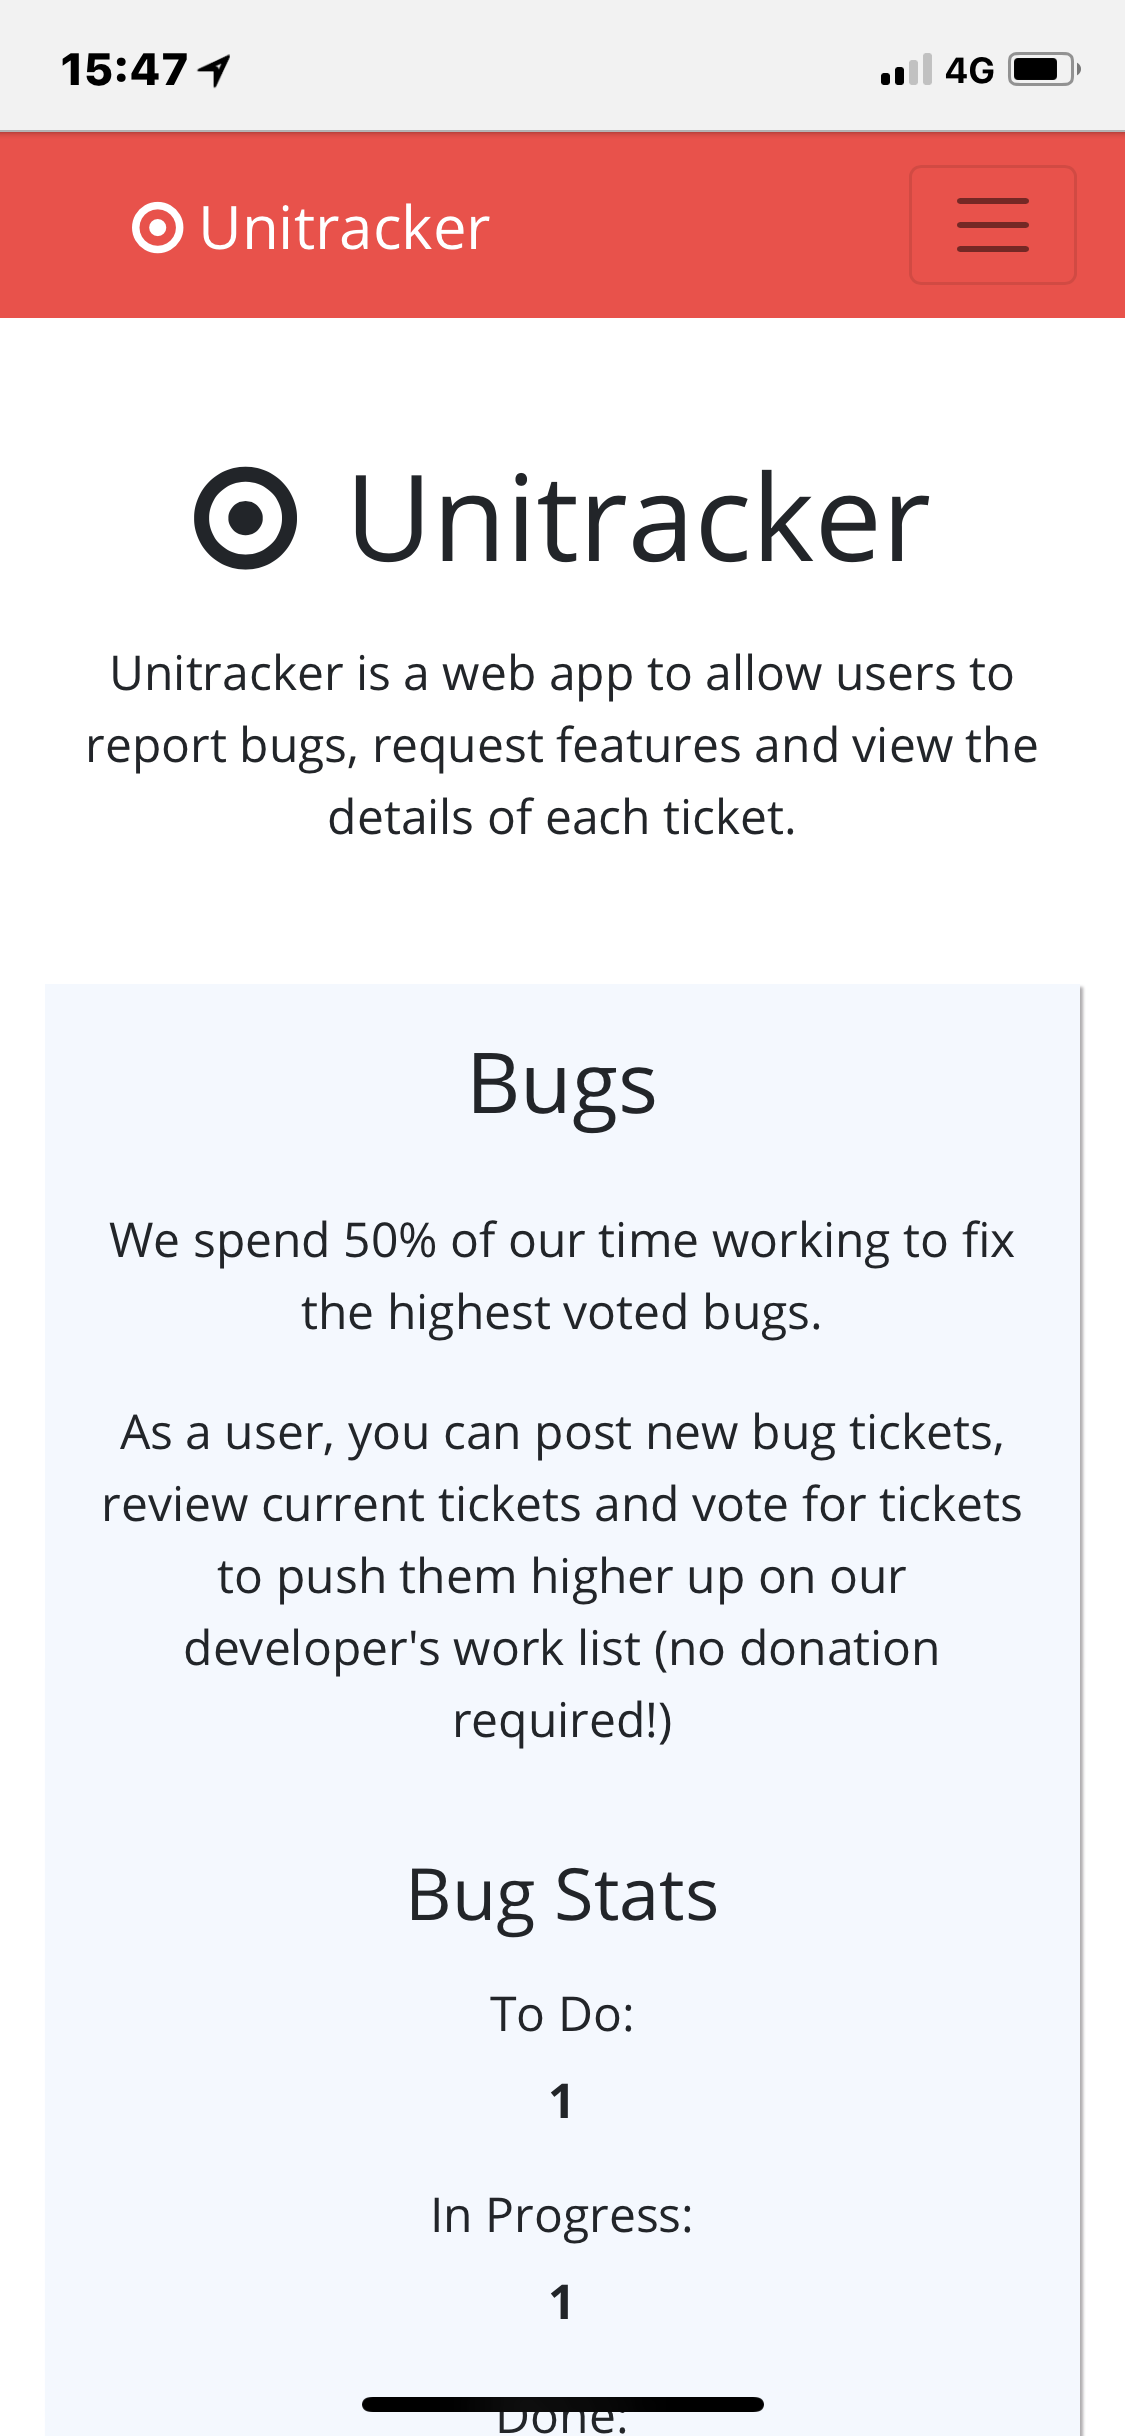 15:47
4G
Unitracker
Unitracker
Unitracker is a web app to allow users to
report bugs, request features and view the
details of each ticket.
Bugs
We spend 50% of our time working to fix
the highest voted bugs.
As a user, you can post new bug tickets,
review current tickets and vote for tickets
to push them higher up on our
developer's work list (no donation
required!)
Bug Stats
To Do:
1
In Progress:
1
Done: